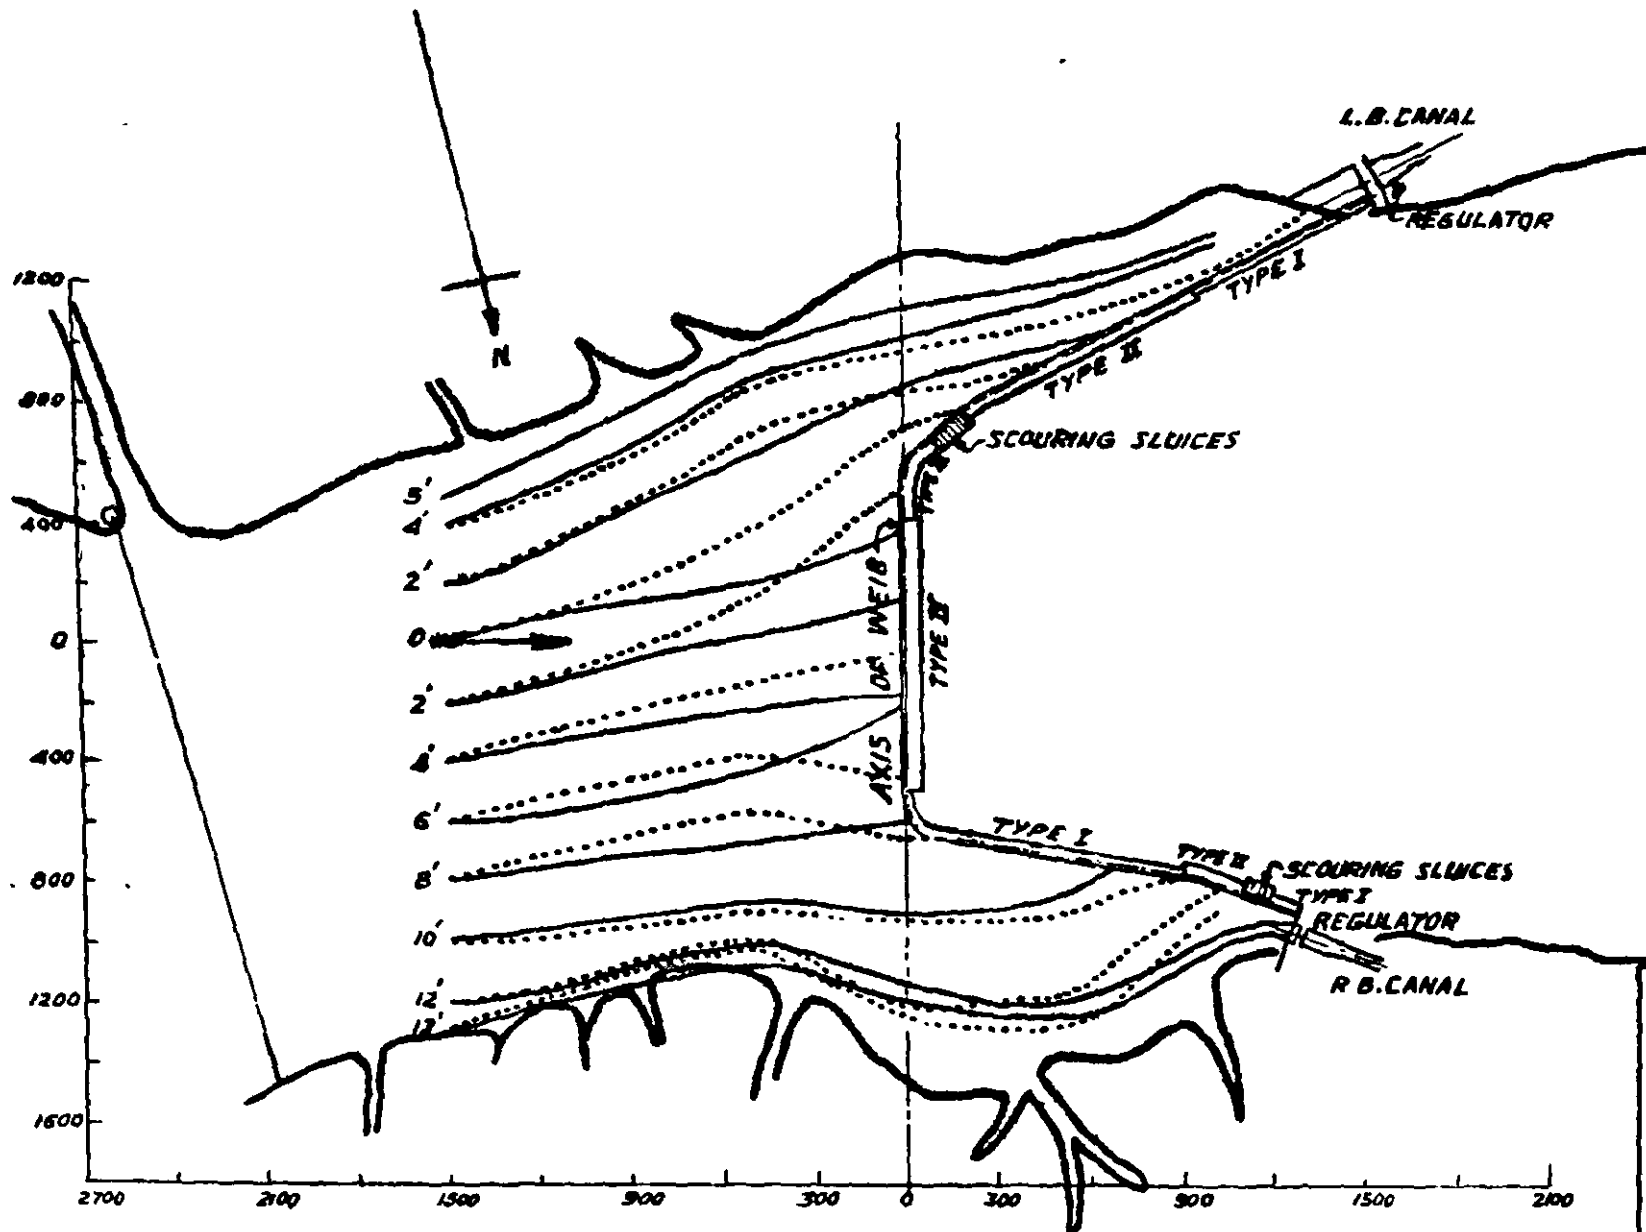 L.B. CANAL
REGULATOR
TYPE I
N
TYPE III
SCOURING SLUICES
1200
800
400
0
400
800
1200
1600
5'
4'
2'
0
2'
4'
6'
8'
10'
12'
13'
AXIS OF WEIR
TYPE II
TYPE I
TYPE II
SCOURING SLUICES
TYPE I
REGULATOR
R B. CANAL
2700 2100 1500 900 300 0 300 900 1500 2100